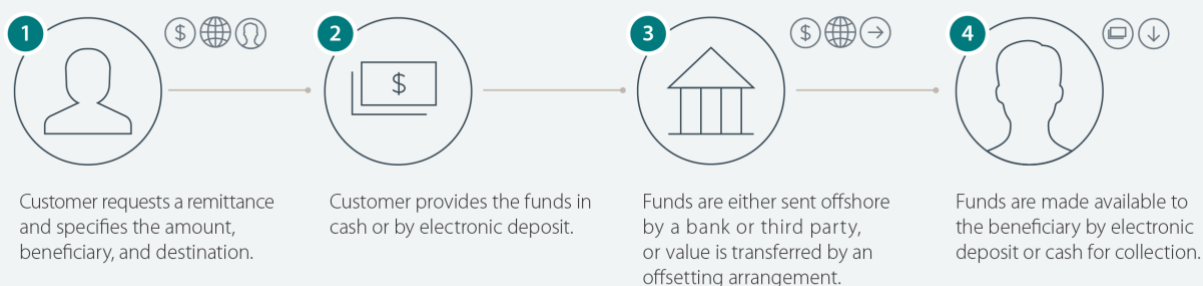 1
$
2
3
$
4
$
Customer requests a remittance
and specifies the amount,
beneficiary, and destination.
Customer provides the funds in
cash or by electronic deposit.
Funds are either sent offshore
by a bank or third party,
or value is transferred by an
offsetting arrangement.
Funds are made available to
the beneficiary by electronic
deposit or cash for collection.